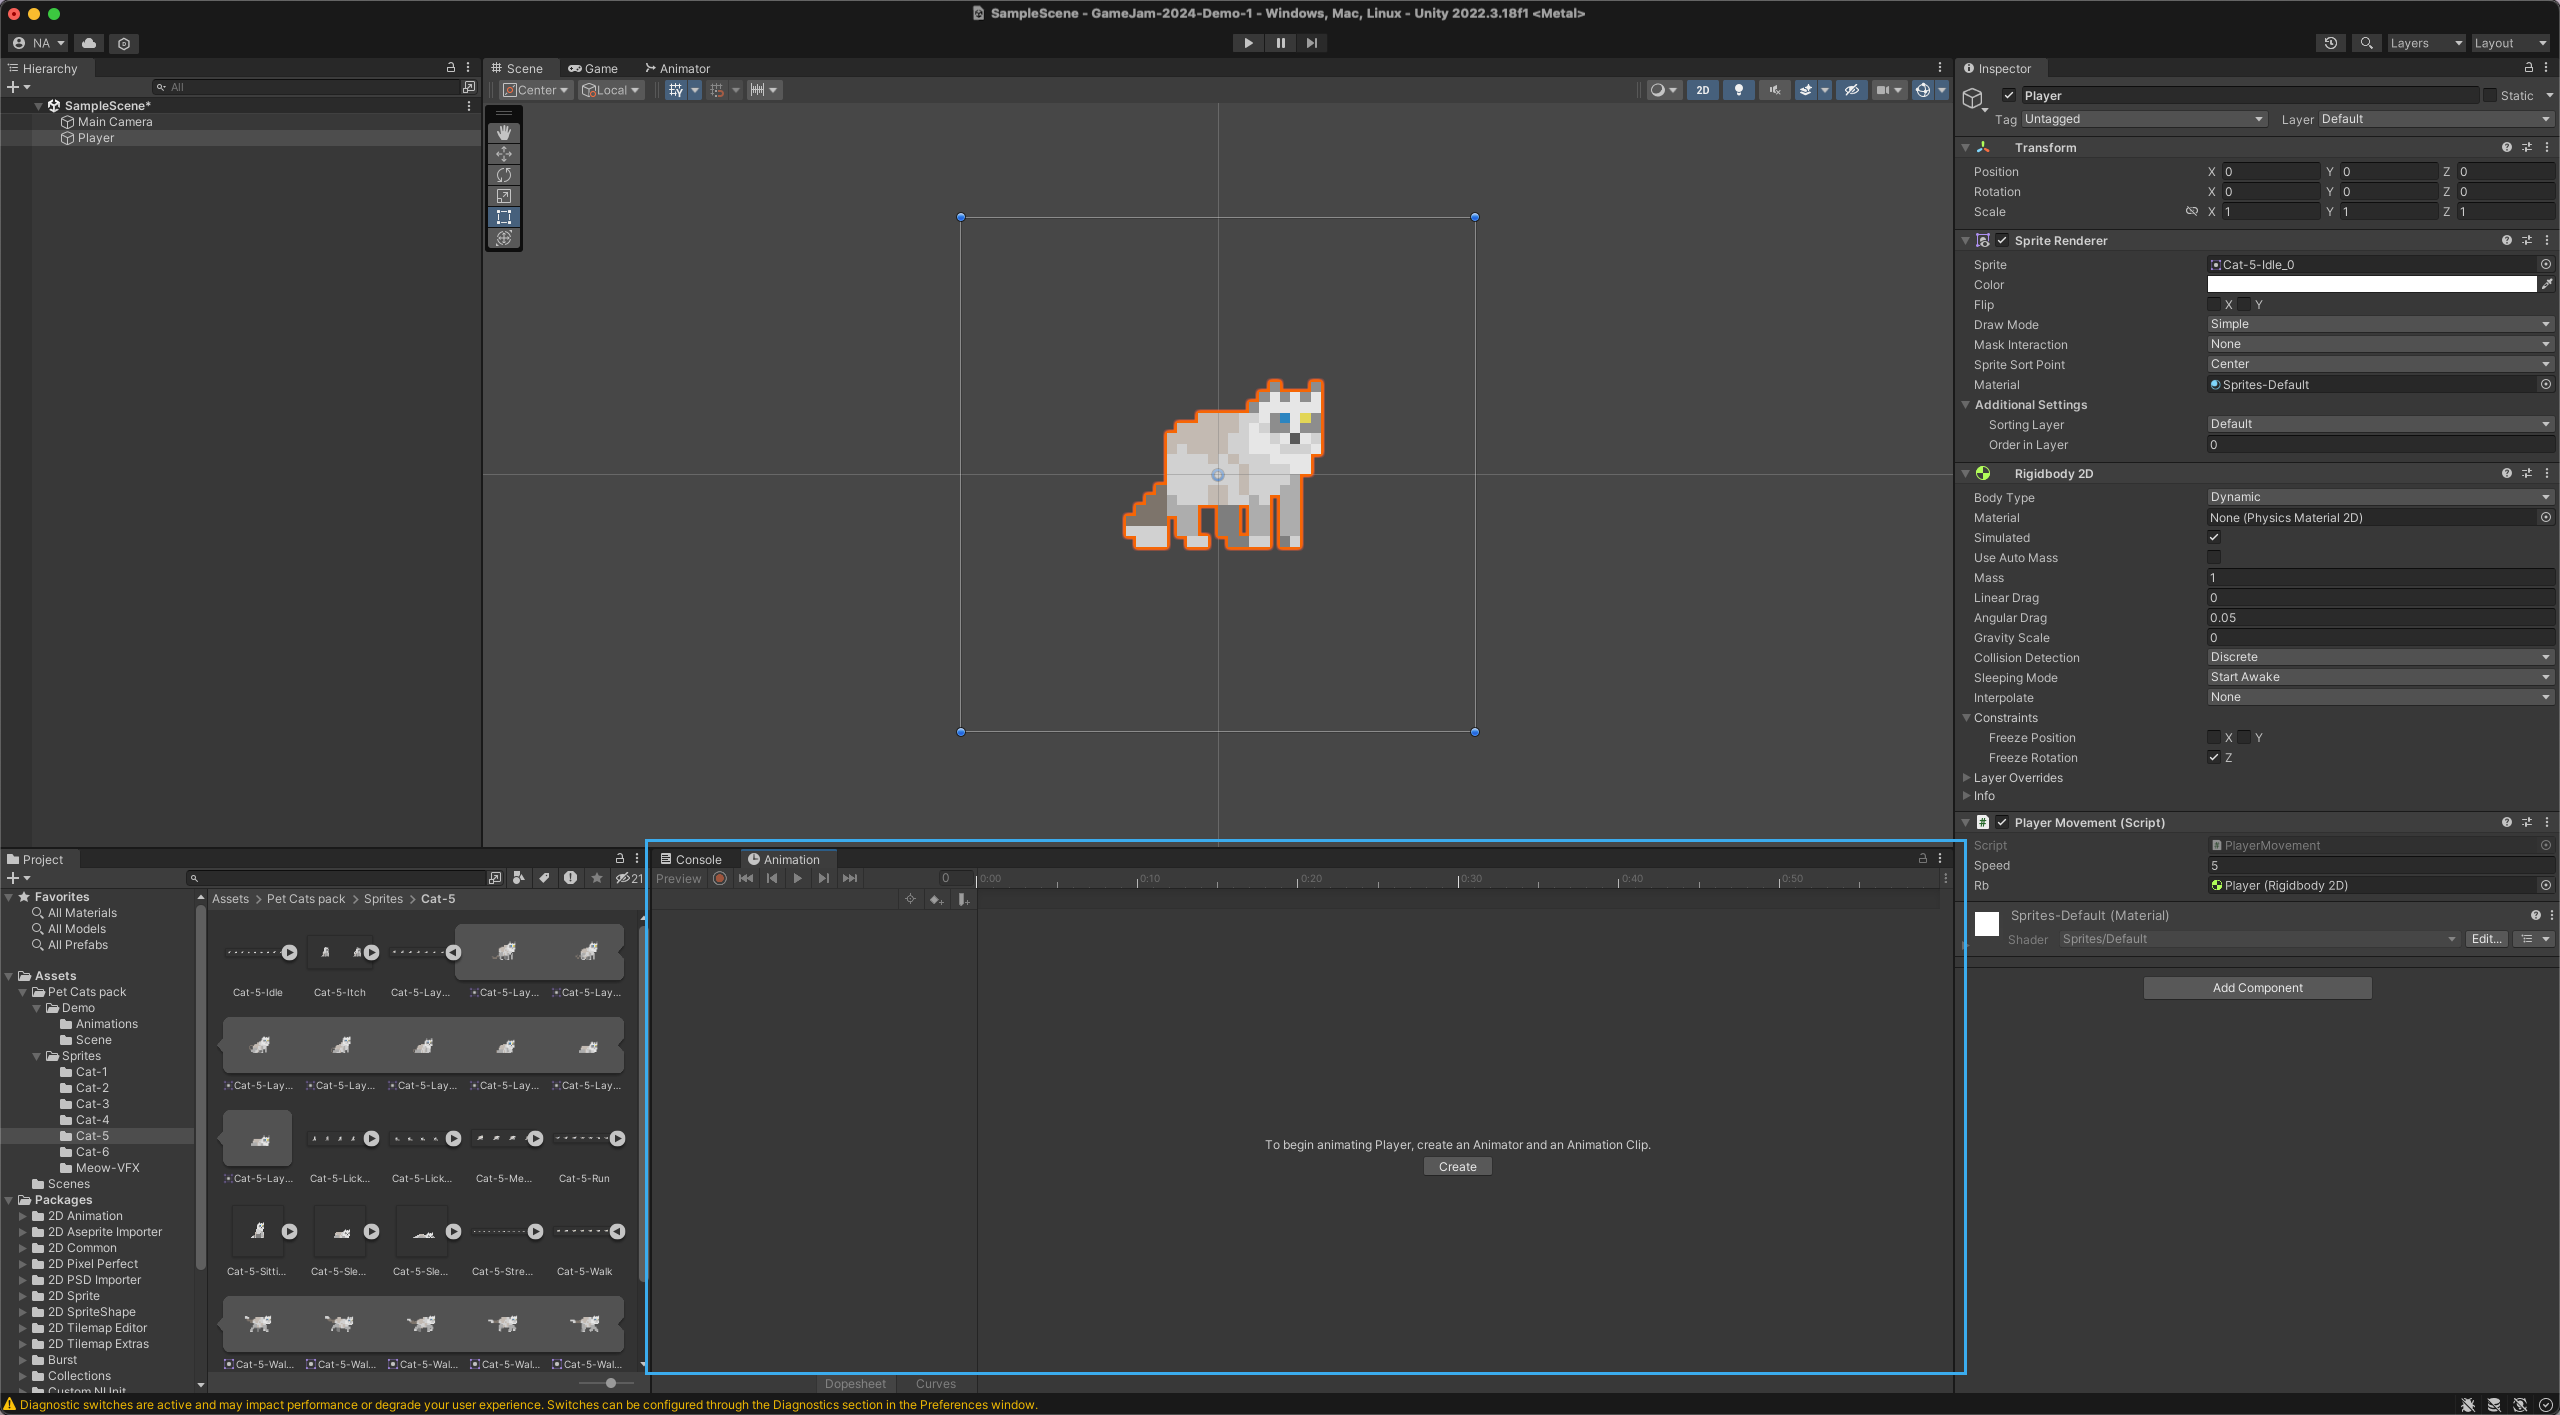 SampleScene - GameJam-2024-Demo-1 - Windows, Mac, Linux - Unity 2022.3.18f1 <Metal>
NA
Layers
Layout
Hierarchy
All
SampleScene*
Main Camera
Player
Scene
Game
Animator
Center
Local
2D
Inspector
Player
Static
Tag
Untagged
Layer
Default
Transform
Position X 0 Y 0 Z 0
Rotation X 0 Y 0 Z 0
Scale X 1 Y 1 Z 1
Sprite Renderer
Sprite Cat-5-Idle_0
Color
Flip X Y
Draw Mode Simple
Mask Interaction None
Sprite Sort Point Center
Material Sprites-Default
Additional Settings
Sorting Layer Default
Order in Layer 0
Rigidbody 2D
Body Type Dynamic
Material None (Physics Material 2D)
Simulated
Use Auto Mass
Mass 1
Linear Drag 0
Angular Drag 0.05
Gravity Scale 0
Collision Detection Discrete
Sleeping Mode Start Awake
Interpolate None
Constraints
Freeze Position X Y
Freeze Rotation Z
Layer Overrides
Info
Player Movement (Script)
Script PlayerMovement
Speed 5
Rb Player (Rigidbody 2D)
Sprites-Default (Material)
Shader Sprites/Default Edit...
Add Component
Project
21
Favorites
All Materials
All Models
All Prefabs
Assets
Pet Cats pack
Demo
Animations
Scene
Sprites
Cat-1
Cat-2
Cat-3
Cat-4
Cat-5
Cat-6
Meow-VFX
Scenes
Packages
2D Animation
2D Aseprite Importer
2D Common
2D Pixel Perfect
2D PSD Importer
2D Sprite
2D SpriteShape
2D Tilemap Editor
2D Tilemap Extras
Burst
Collections
Custom NUnit
Assets > Pet Cats pack > Sprites > Cat-5
Cat-5-Idle Cat-5-Itch Cat-5-Lay... Cat-5-Lay... Cat-5-Lay...
Cat-5-Lay... Cat-5-Lay... Cat-5-Lay... Cat-5-Lay... Cat-5-Lay...
Cat-5-Lay... Cat-5-Lick... Cat-5-Lick... Cat-5-Me... Cat-5-Run
Cat-5-Sitti... Cat-5-Sle... Cat-5-Sle... Cat-5-Stre... Cat-5-Walk
Cat-5-Wal... Cat-5-Wal... Cat-5-Wal... Cat-5-Wal... Cat-5-Wal...
Console
Animation
Preview
0
0:00 0:10 0:20 0:30 0:40 0:50
To begin animating Player, create an Animator and an Animation Clip.
Create
Dopesheet
Curves
Diagnostic switches are active and may impact performance or degrade your user experience. Switches can be configured through the Diagnostics section in the Preferences window.